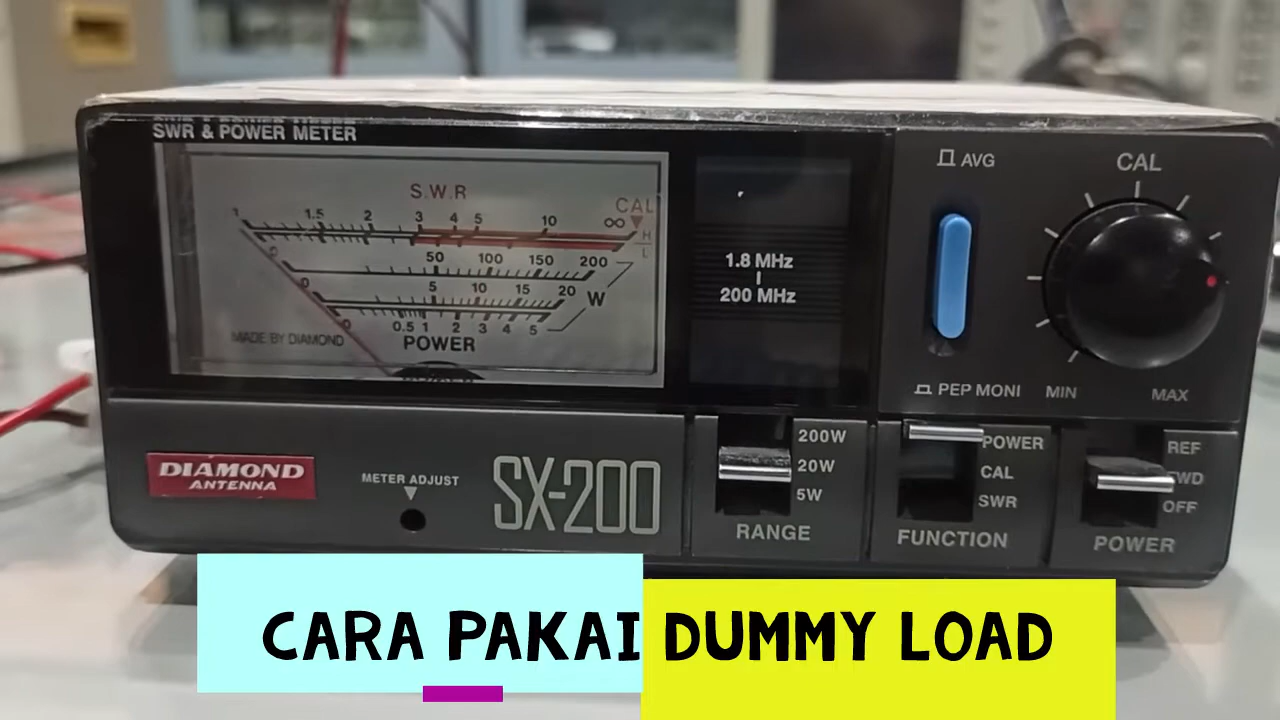 SWR & POWER METER
S.W.R
CAL
1 1.5 2 3 4 5 10 ∞
H
L
0 50 100 150 200
0 5 10 15 20
W
0 0.5 1 2 3 4 5
MADE BY DIAMOND
POWER
1.8 MHz
200 MHz
AVG
PEP MONI
CAL
MIN MAX
DIAMOND
ANTENNA
METER ADJUST
SX-200
200W
20W
5W
RANGE
POWER
CAL
SWR
FUNCTION
REF
WD
OFF
POWER
CARA PAKAI DUMMY LOAD